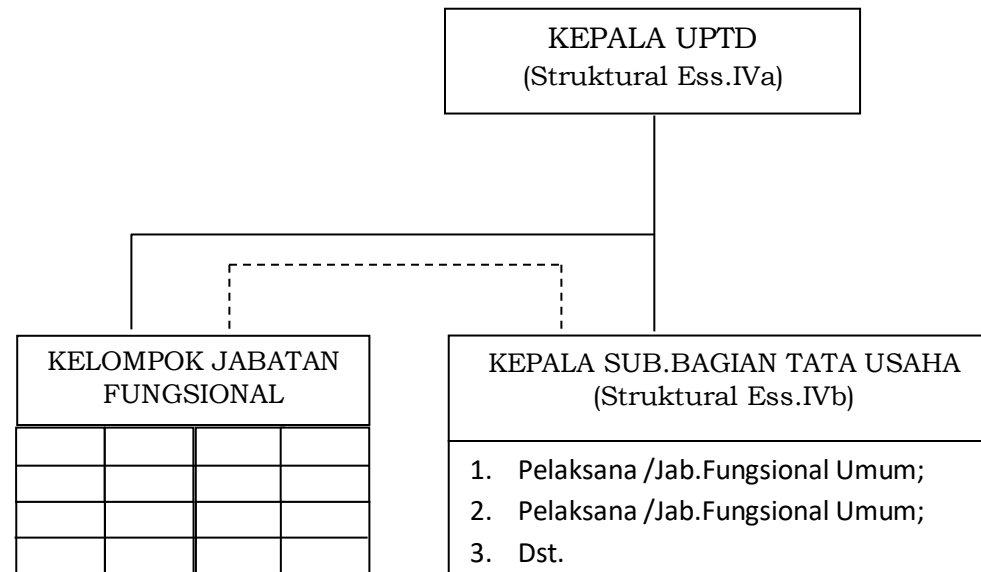 KEPALA UPTD
(Struktural Ess.IVa)
KELOMPOK JABATAN
FUNGSIONAL
KEPALA SUB.BAGIAN TATA USAHA
(Struktural Ess.IVb)
1. Pelaksana /Jab.Fungsional Umum;
2. Pelaksana /Jab.Fungsional Umum;
3. Dst.